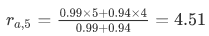 r_{a,5} = \frac{0.99×5+0.94×4}{0.99+0.94} = 4.51